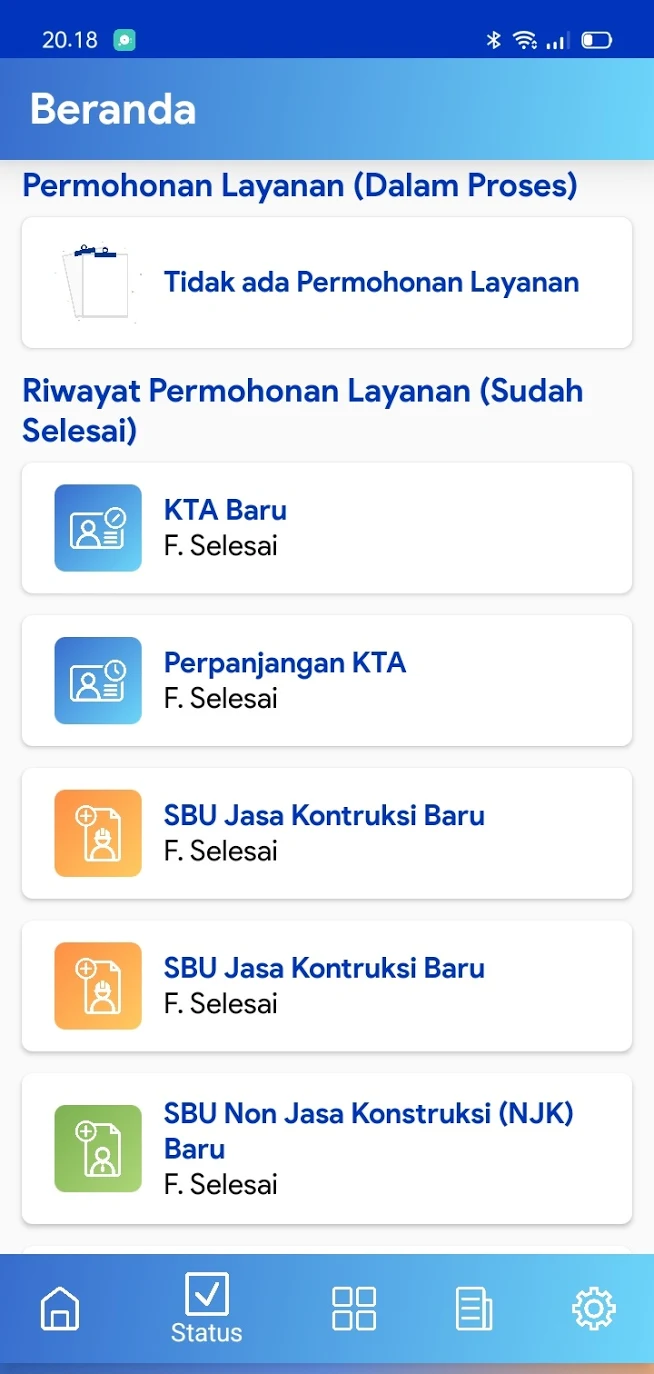 20.18
Beranda
Permohonan Layanan (Dalam Proses)
Tidak ada Permohonan Layanan
Riwayat Permohonan Layanan (Sudah
Selesai)
KTA Baru
F. Selesai
Perpanjangan KTA
F. Selesai
SBU Jasa Kontruksi Baru
F. Selesai
SBU Jasa Kontruksi Baru
F. Selesai
SBU Non Jasa Konstruksi (NJK)
Baru
F. Selesai
Status